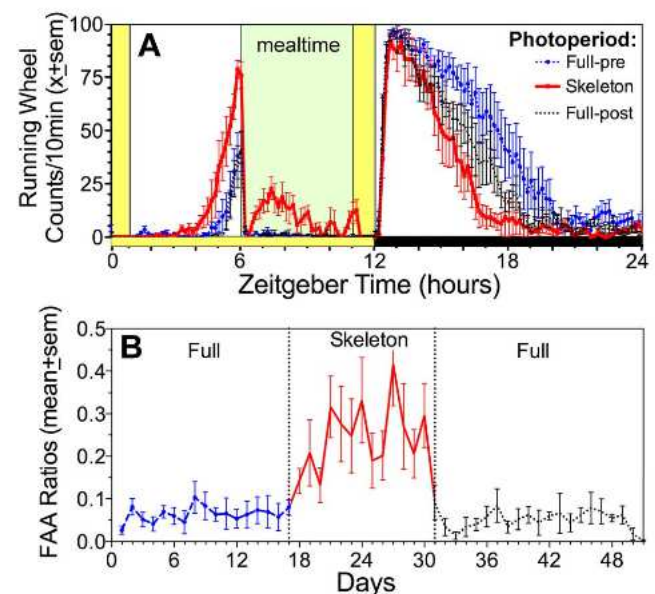 A
mealtime
Photoperiod:
Full-pre
Skeleton
Full-post
Running Wheel
Counts/10min (x±sem)
100
75
50
25
0
0 6 12 18 24
Zeitgeber Time (hours)
B
Full
Skeleton
Full
FAA Ratios (mean±sem)
0.5
0.4
0.3
0.2
0.1
0.0
0 6 12 18 24 30 36 42 48
Days